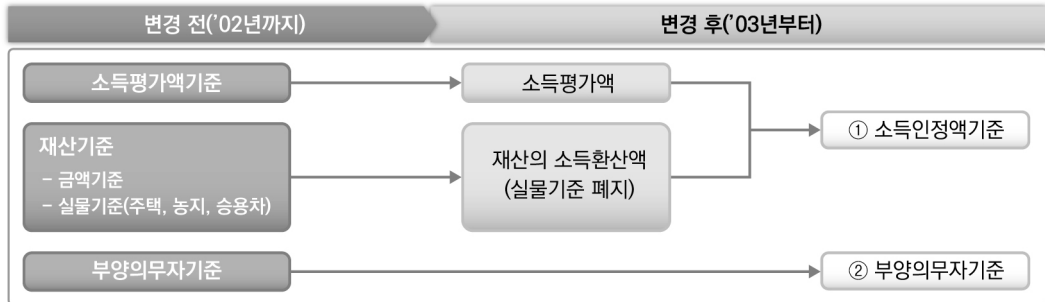 변경 전('02년까지)
변경 후('03년부터)
소득평가액기준
소득평가액
재산기준
- 금액기준
- 실물기준(주택, 농지, 승용차)
재산의 소득환산액
(실물기준 폐지)
① 소득인정액기준
부양의무자기준
② 부양의무자기준